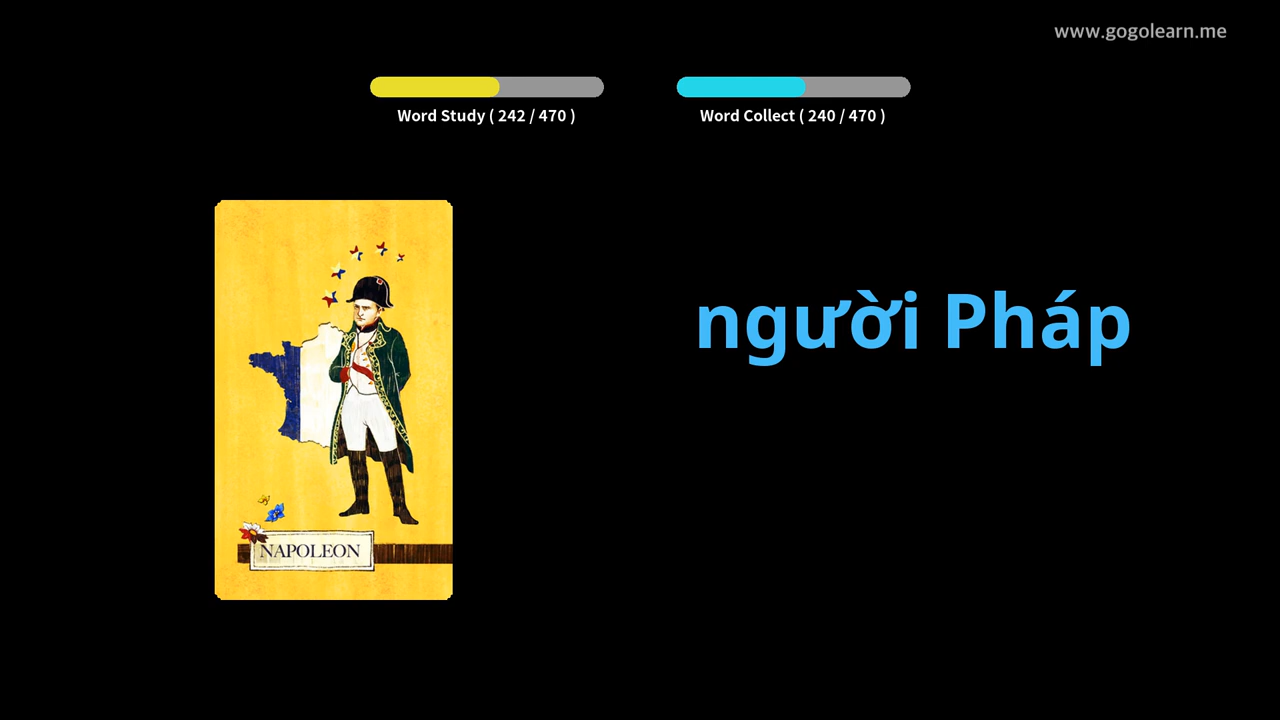 www.gogolearn.me
Word Study ( 242 / 470 )
Word Collect ( 240 / 470 )
người Pháp
NAPOLEON